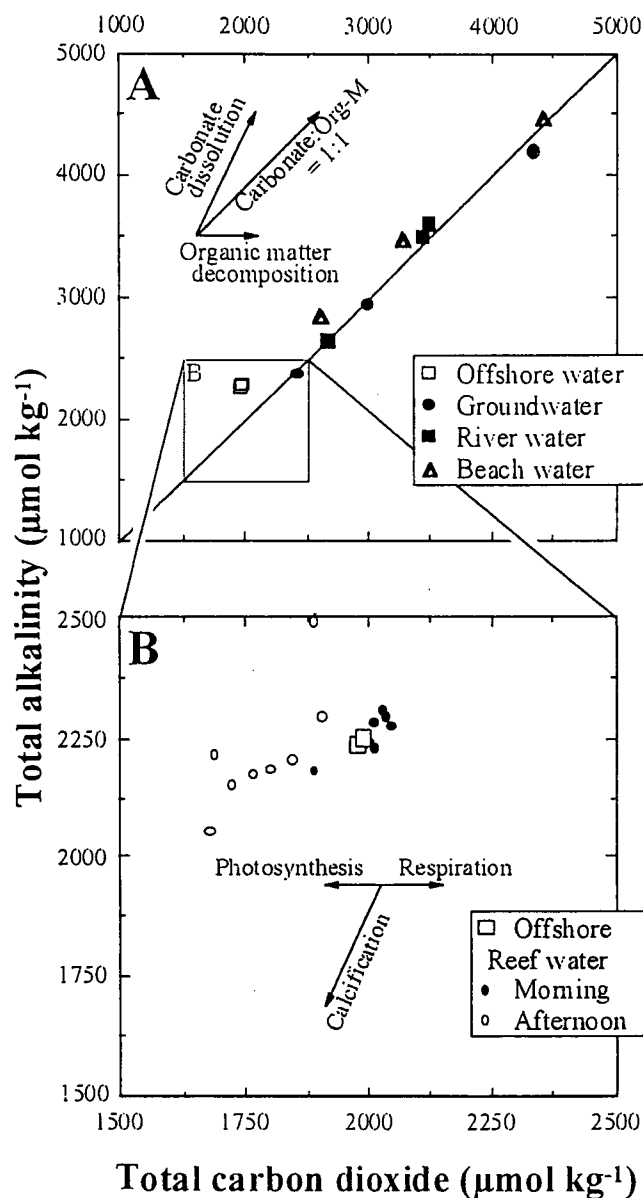 1000 2000 3000 4000 5000
A
5000
4000
3000
2000
1000
Carbonate
dissolution
Carbonate:Org-M
= 1:1
Organic matter
decomposition
B
Offshore water
Groundwater
River water
Beach water
Total alkalinity (μmol kg-1)
B
2500
2250
2000
1750
1500
Photosynthesis Respiration
Calcification
Offshore
Reef water
Morning
Afternoon
1500 1750 2000 2250 2500
Total carbon dioxide (μmol kg-1)